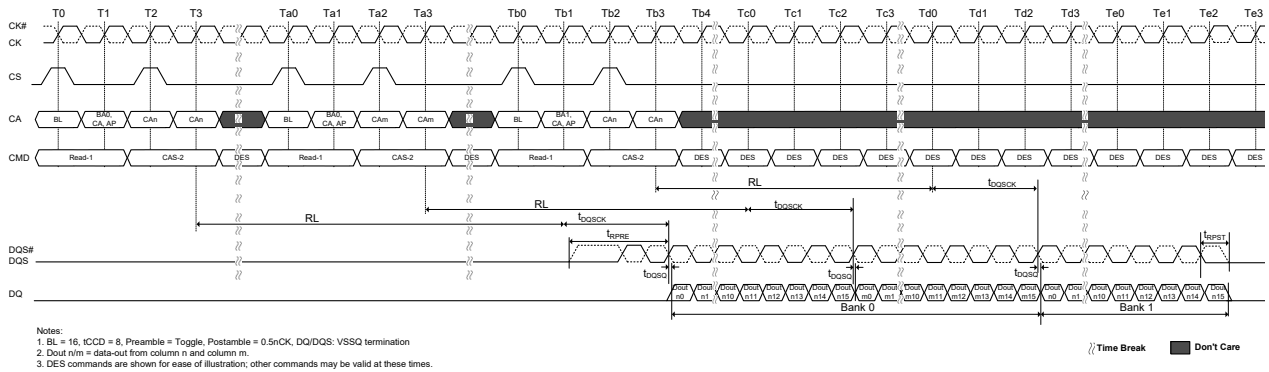 T0 T1 T2 T3 Ta0 Ta1 Ta2 Ta3 Tb0 Tb1 Tb2 Tb3 Tb4 Tc0 Tc1 Tc2 Tc3 Td0 Td1 Td2 Td3 Te0 Te1 Te2 Te3
CK#
CK
CS
CA BL BA0, CA, AP CAn CAn BL BA0, CA, AP CAm CAm BL BA1, CA, AP CAn CAn
CMD Read-1 CAS-2 DES Read-1 CAS-2 DES Read-1 CAS-2 DES DES DES DES DES DES DES DES DES DES DES DES DES
RL tDQSCK
RL tDQSCK
RL tDQSCK
tRPRE tRPST
DQS#
DQS
tDQSQ tDQSQ tDQSQ
DQ Dout n0 Dout n1 Dout n10 Dout n11 Dout n12 Dout n13 Dout n14 Dout n15 Dout m0 Dout m1 Dout m10 Dout m11 Dout m12 Dout m13 Dout m14 Dout m15 Dout n0 Dout n1 Dout n10 Dout n11 Dout n12 Dout n13 Dout n14 Dout n15
Bank 0 Bank 1
Notes:
1. BL = 16, tCCD = 8, Preamble = Toggle, Postamble = 0.5nCK, DQ/DQS: VSSQ termination
2. Dout n/m = data-out from column n and column m.
3. DES commands are shown for ease of illustration; other commands may be valid at these times.
Time Break Don't Care